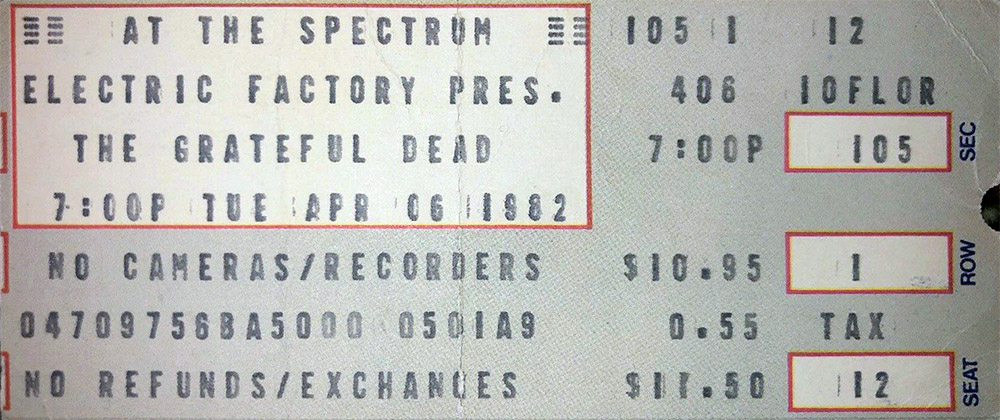 AT THE SPECTRUM 105 1 12
ELECTRIC FACTORY PRES. 406 10FLOR
THE GRATEFUL DEAD 7:00P 105 SEC
7:00P TUE APR 06 1982
NO CAMERAS/RECORDERS $10.95 1 ROW
04709756BA5000 0501A9 0.55 TAX
NO REFUNDS/EXCHANGES $11.50 12 SEAT